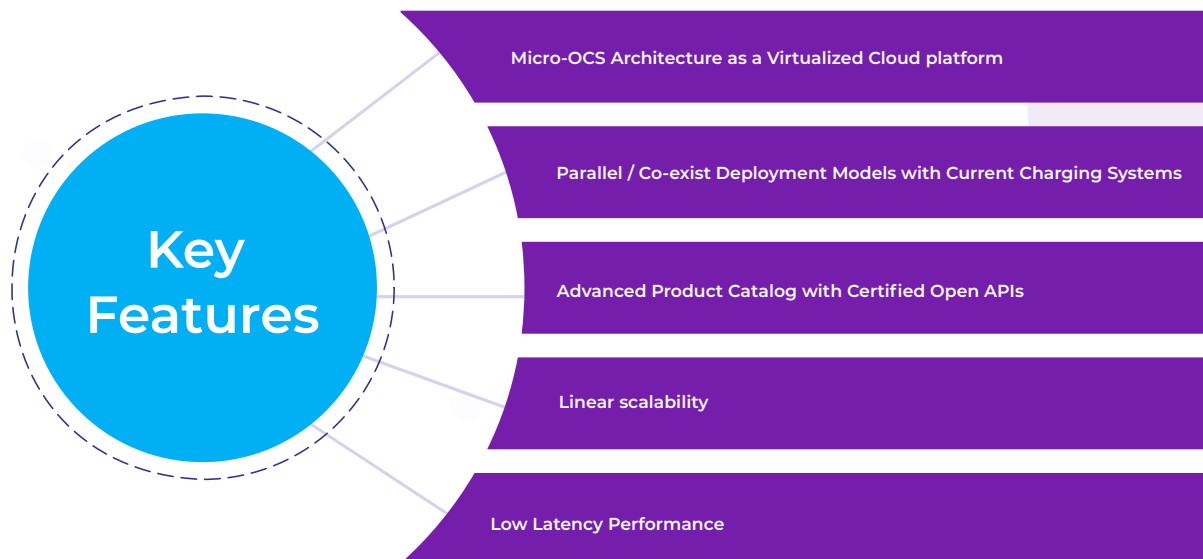 Key
Features
Micro-OCS Architecture as a Virtualized Cloud platform
Parallel / Co-exist Deployment Models with Current Charging Systems
Advanced Product Catalog with Certified Open APIs
Linear scalability
Low Latency Performance